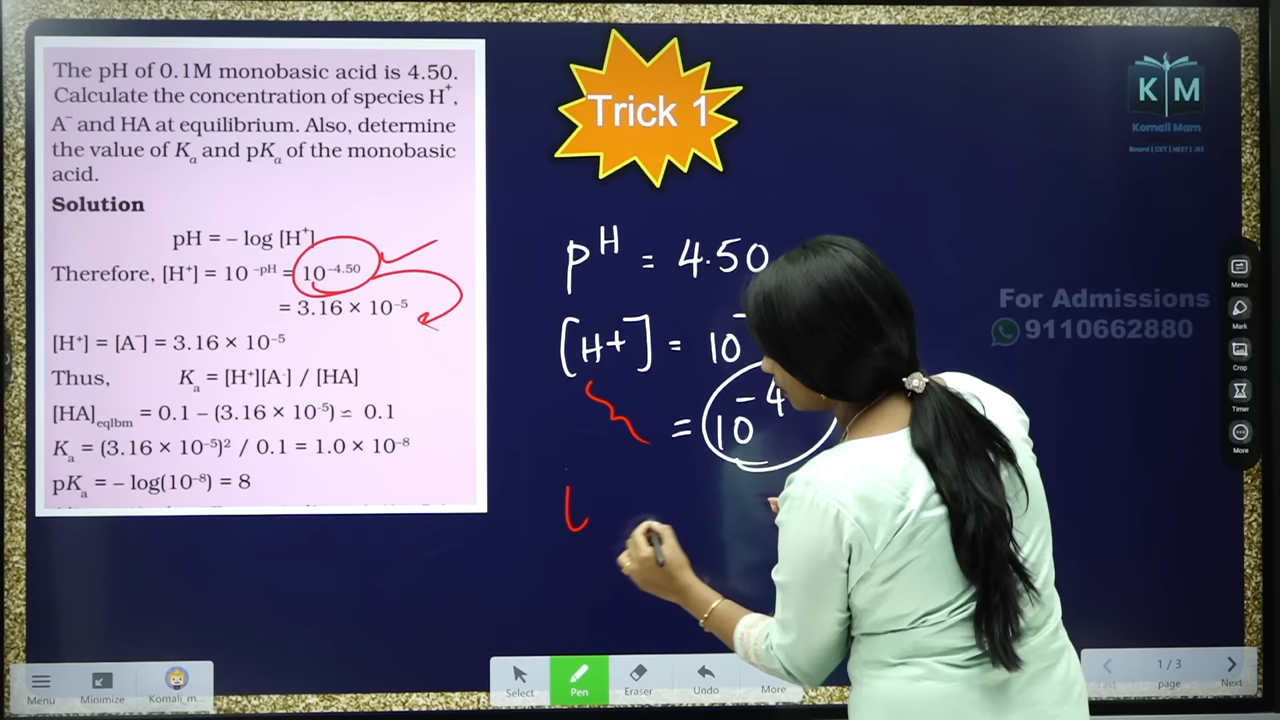 The pH of 0.1M monobasic acid is 4.50.
Calculate the concentration of species H⁺,
A⁻ and HA at equilibrium. Also, determine
the value of Kₐ and pKₐ of the monobasic
acid.
Solution
pH = – log [H⁺]
Therefore, [H⁺] = 10 ⁻ᵖᴴ = 10⁻⁴·⁵⁰
= 3.16 × 10⁻⁵
[H⁺] = [A⁻] = 3.16 × 10⁻⁵
Thus, Kₐ = [H⁺][A⁻] / [HA]
[HA]eqlbm = 0.1 – (3.16 × 10⁻⁵) ≃ 0.1
Kₐ = (3.16 × 10⁻⁵)² / 0.1 = 1.0 × 10⁻⁸
pKₐ = – log(10⁻⁸) = 8
Trick 1
pH = 4.50
[H+] = 10⁻
= 10⁻⁴
K M
Komali Mam
Board | CET | NEET | JEE
For Admissions
9110662880
Menu
Mark
Crop
Timer
More
Menu
Minimize
Komali_m...
Select
Pen
Eraser
Undo
More
1 / 3
page
Next